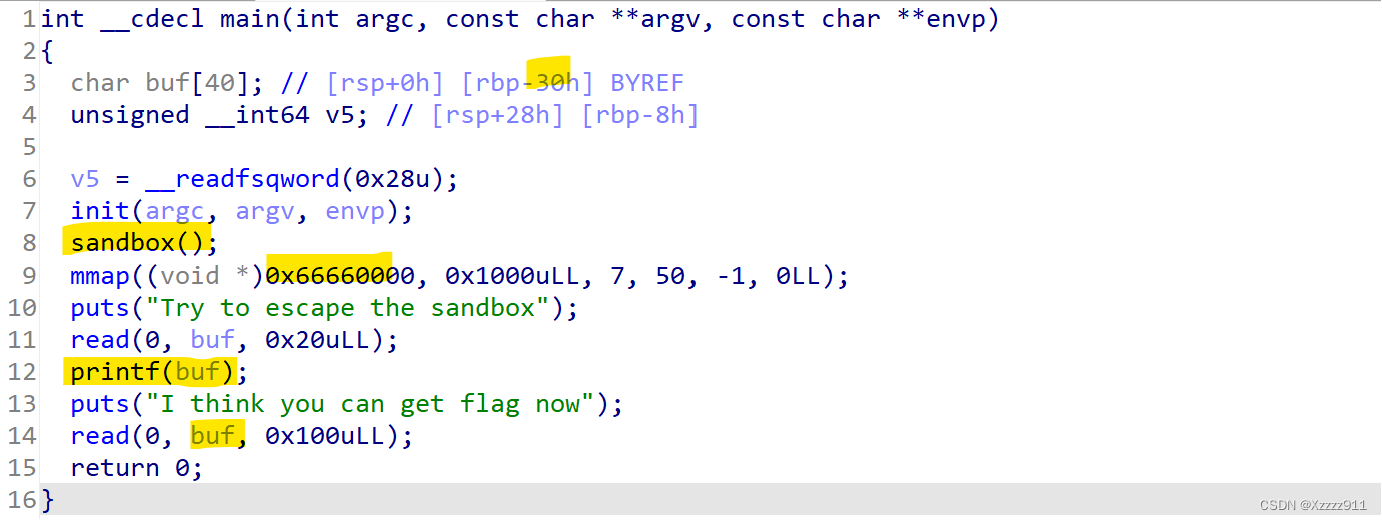 1 int __cdecl main(int argc, const char **argv, const char **envp)
2 {
3 char buf[40]; // [rsp+0h] [rbp-30h] BYREF
4 unsigned __int64 v5; // [rsp+28h] [rbp-8h]
5
6 v5 = __readfsqword(0x28u);
7 init(argc, argv, envp);
8 sandbox();
9 mmap((void *)0x66660000, 0x1000uLL, 7, 50, -1, 0LL);
10 puts("Try to escape the sandbox");
11 read(0, buf, 0x20uLL);
12 printf(buf);
13 puts("I think you can get flag now");
14 read(0, buf, 0x100uLL);
15 return 0;
16 }
CSDN @Xzzzz911